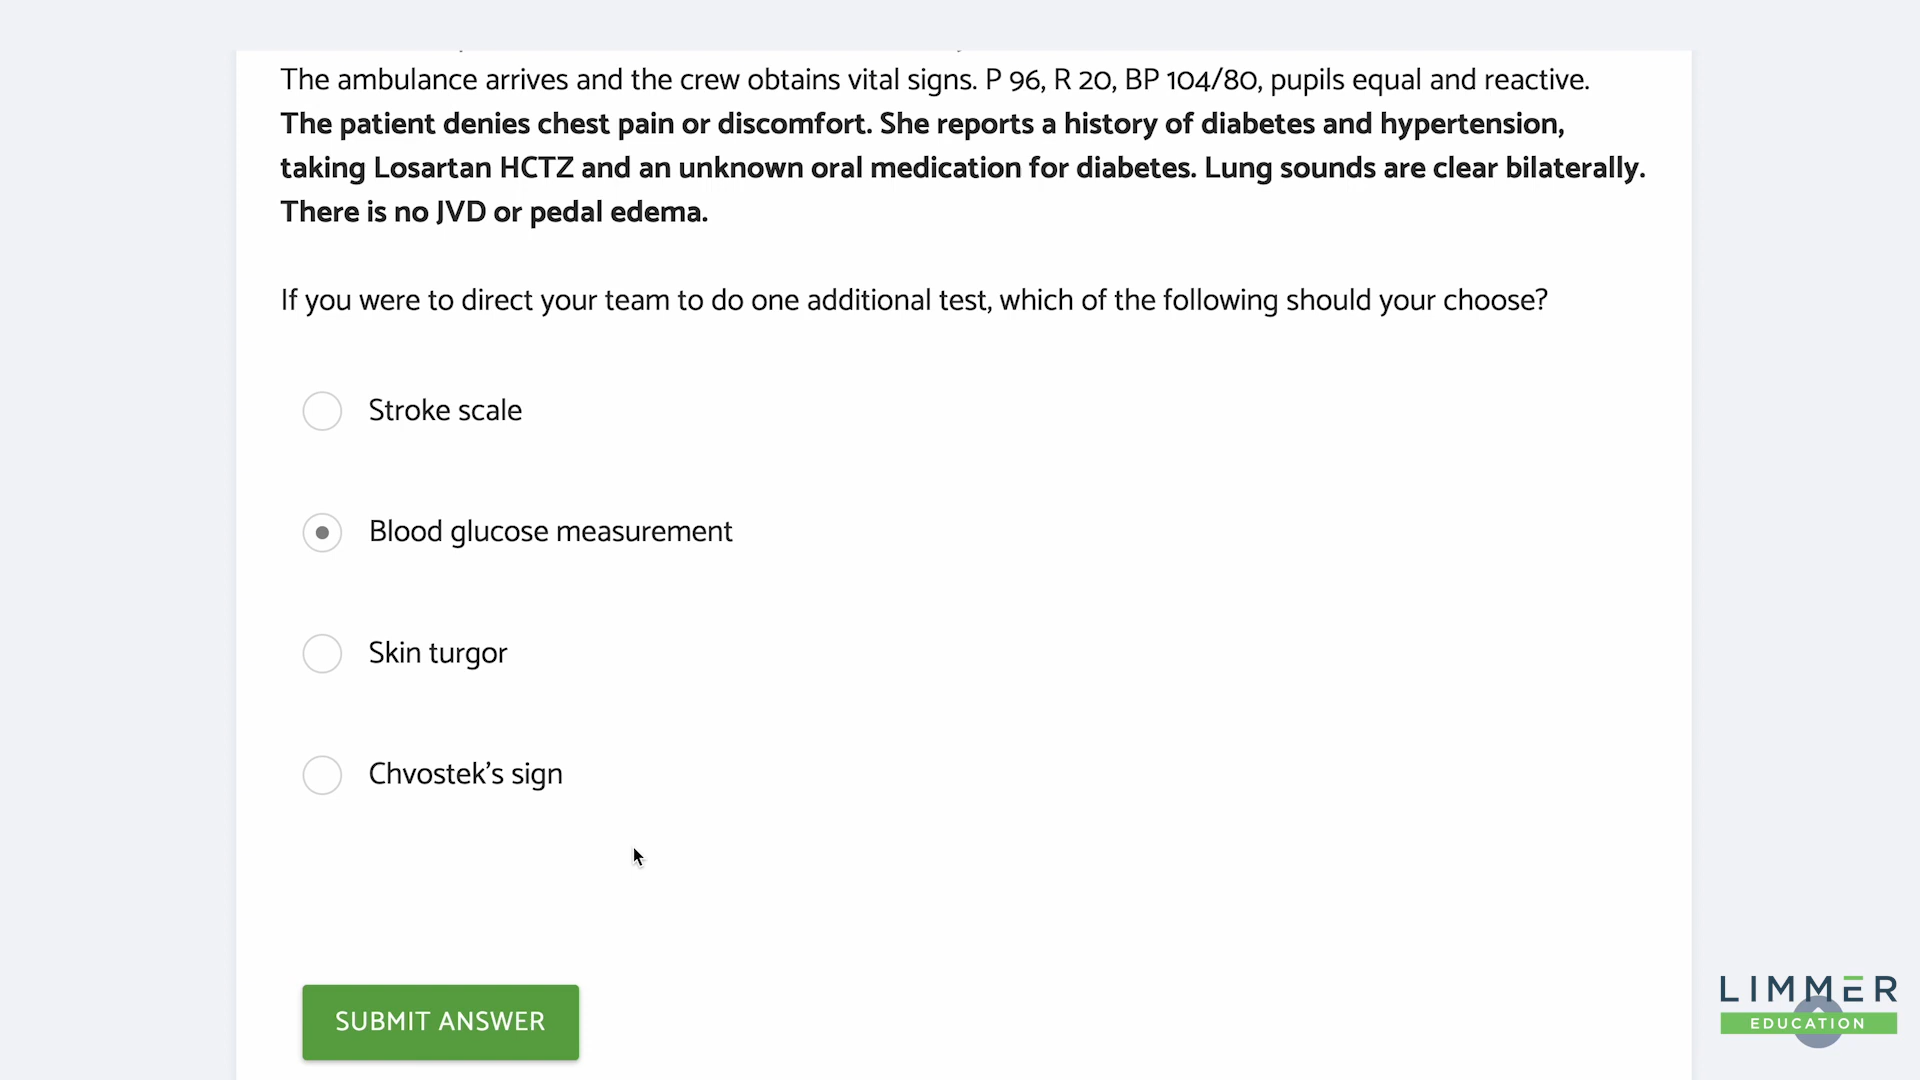 The ambulance arrives and the crew obtains vital signs. P 96, R 20, BP 104/80, pupils equal and reactive.
The patient denies chest pain or discomfort. She reports a history of diabetes and hypertension,
taking Losartan HCTZ and an unknown oral medication for diabetes. Lung sounds are clear bilaterally.
There is no JVD or pedal edema.
If you were to direct your team to do one additional test, which of the following should your choose?
Stroke scale
Blood glucose measurement
Skin turgor
Chvostek's sign
SUBMIT ANSWER
LIMMER
EDUCATION